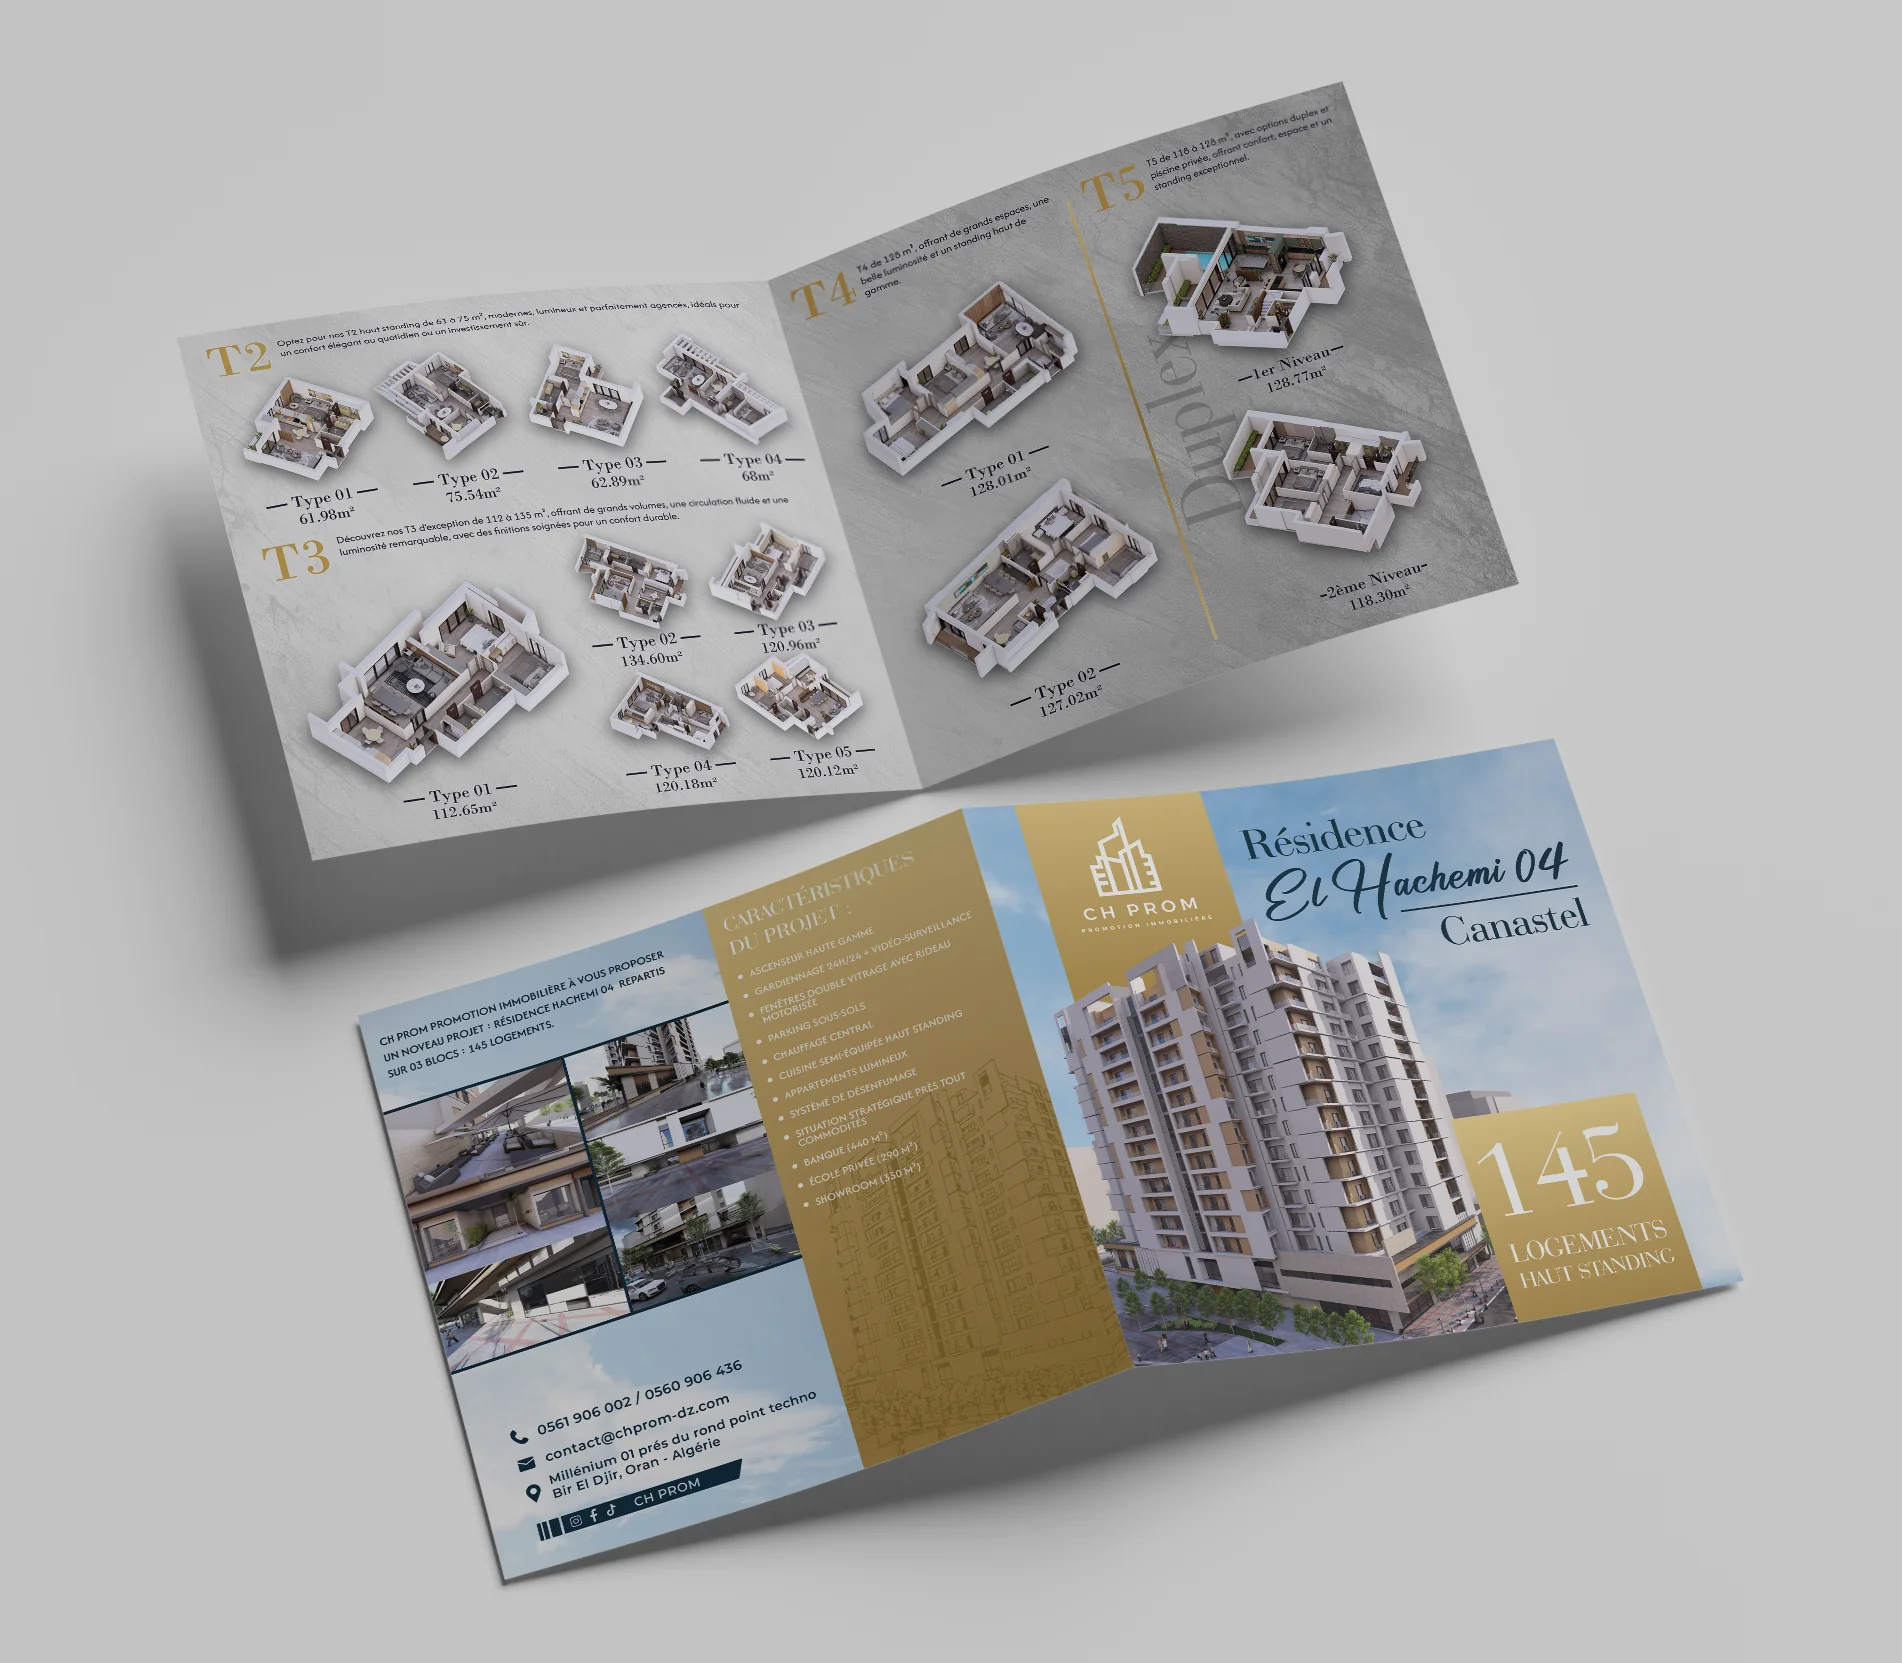 T2
Optez pour nos T2 haut standing de 63 à 75 m², modernes, lumineux et parfaitement agencés, idéals pour
un confort élégant au quotidien ou un investissement sûr.
Type 01
61.98m²
Type 02
75.54m²
Type 03
62.89m²
Type 04
68m²
T3
Découvrez nos T3 d'exception de 112 à 135 m², offrant de grands volumes, une circulation fluide et une
luminosité remarquable, avec des finitions soignées pour un confort durable.
Type 01
112.65m²
Type 02
134.60m²
Type 03
120.96m²
Type 04
120.18m²
Type 05
120.12m²
T4
T4 de 128 m², offrant de grands espaces, une
belle luminosité et un standing haut de
gamme.
Type 01
128.01m²
Type 02
127.02m²
T5
T5 de 118 à 128 m², avec options duplex et
piscine privée, offrant confort, espace et un
standing exceptionnel.
Duplex
1er Niveau
128.77m²
2ème Niveau
118.30m²
CH PROM PROMOTION IMMOBILIÈRE À VOUS PROPOSER
UN NOVEAU PROJET : RÉSIDENCE HACHEMI 04 REPARTIS
SUR 03 BLOCS : 145 LOGEMENTS.
0561 906 002 / 0560 906 436
contact@chprom-dz.com
Millénium 01 prés du rond point techno
Bir El Djir, Oran - Algérie
CH PROM
CARACTÉRISTIQUES
DU PROJET :
• ASCENSEUR HAUTE GAMME
• GARDIENNAGE 24H/24 + VIDÉO-SURVEILLANCE
• FENÊTRES DOUBLE VITRAGE AVEC RIDEAU
MOTORISÉE
• PARKING SOUS-SOLS
• CHAUFFAGE CENTRAL
• CUISINE SEMI-ÉQUIPÉE HAUT STANDING
• APPARTEMENTS LUMINEUX
• SYSTÈME DE DÉSENFUMAGE
• SITUATION STRATÉGIQUE PRÈS TOUT
COMMODITÉS
• BANQUE (440 M²)
• ÉCOLE PRIVÉE (290 M²)
• SHOWROOM (350 M²)
CH PROM
PROMOTION IMMOBILIÈRE
Résidence
El Hachemi 04
Canastel
145
LOGEMENTS
HAUT STANDING